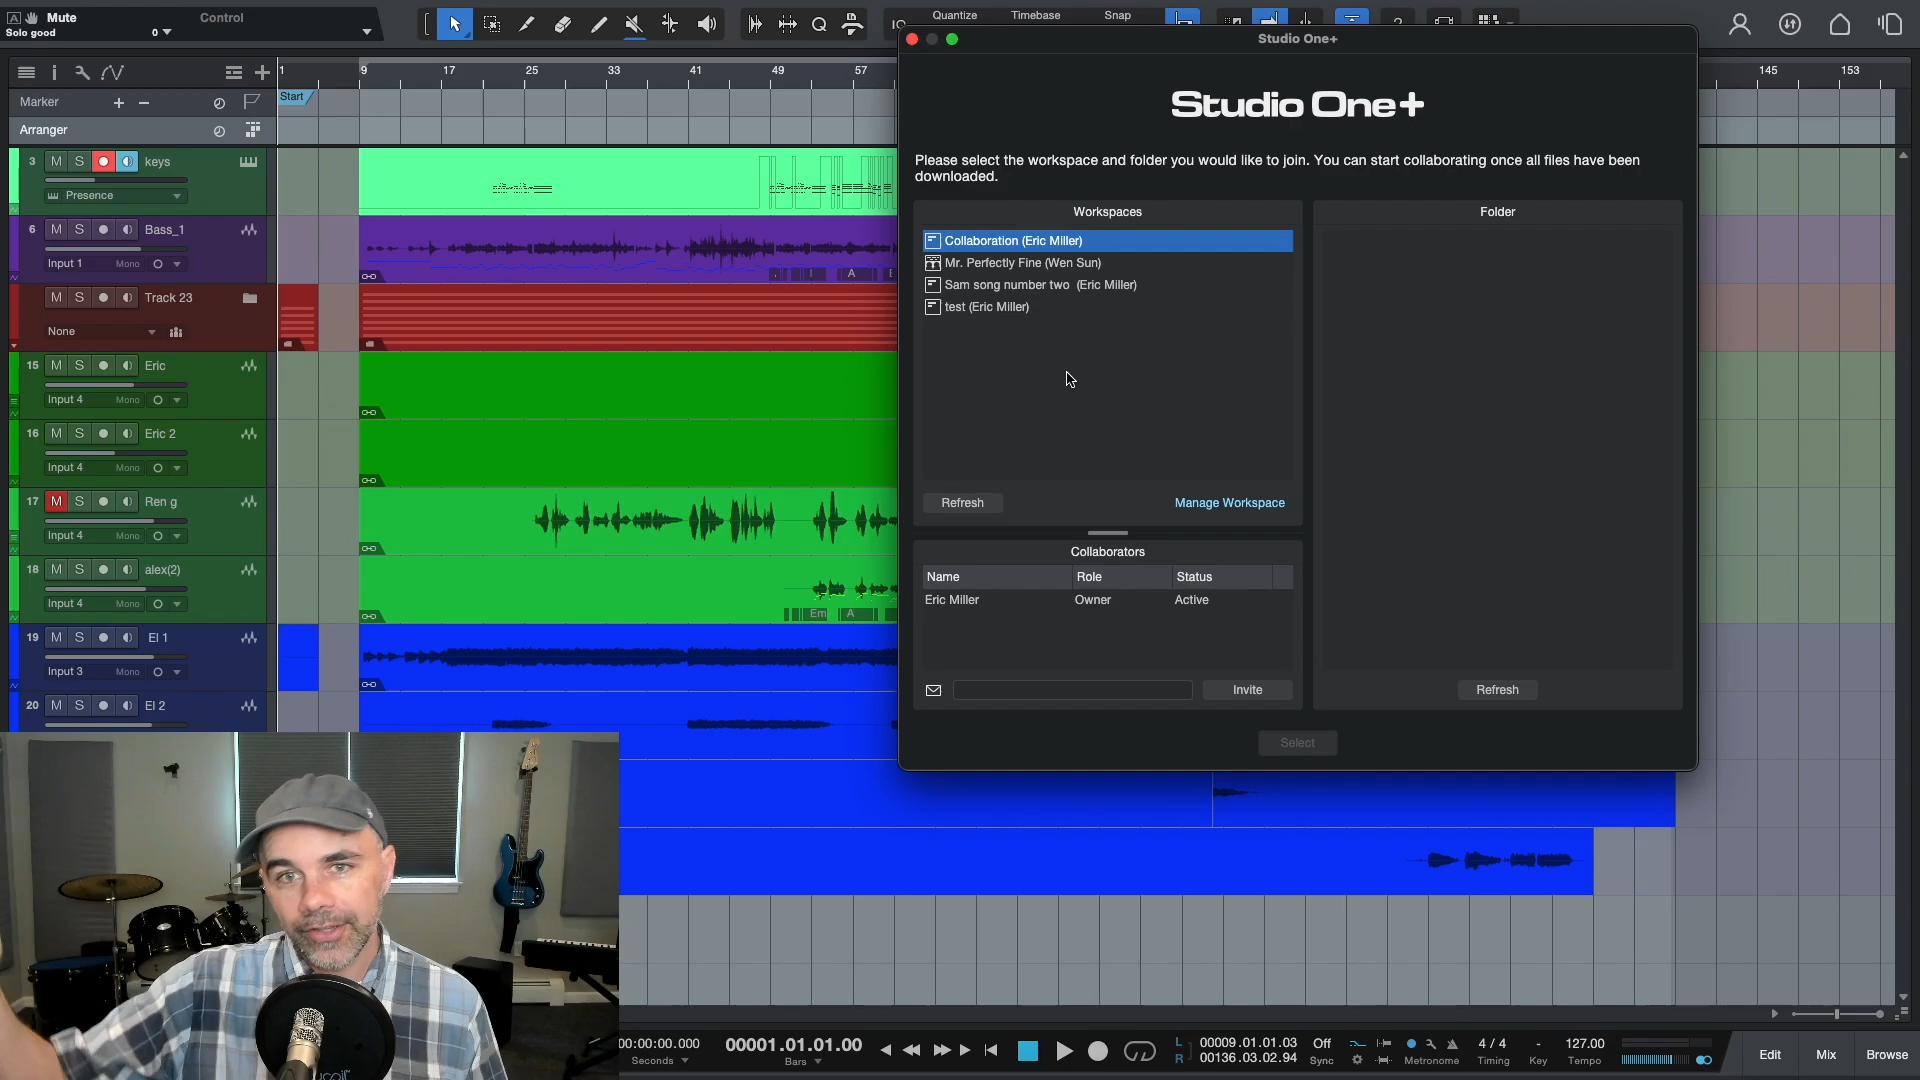 A Mute
Solo good
0
Control
Quantize
Timebase
Snap
IQ
Studio One+
1
9
17
25
33
41
49
57
145
153
Marker
Start
Arranger
Studio One+
Please select the workspace and folder you would like to join. You can start collaborating once all files have been
downloaded.
Workspaces
Collaboration (Eric Miller)
Mr. Perfectly Fine (Wen Sun)
Sam song number two (Eric Miller)
test (Eric Miller)
Refresh
Manage Workspace
Folder
Refresh
Collaborators
Name Role Status
Eric Miller Owner Active
Invite
Select
3 M S keys
Presence
6 M S Bass_1
Input 1 Mono
A
M S Track 23
None
15 M S Eric
Input 4 Mono
16 M S Eric 2
Input 4 Mono
17 M S Ren g
Input 4 Mono
18 M S alex(2)
Input 4 Mono
Em A
19 M S El 1
Input 3 Mono
20 M S El 2
00:00:00.000
Seconds
00001.01.01.00
Bars
L 00009.01.01.03
R 00136.03.02.94
Off
Sync
Metronome
4 / 4
Timing
-
Key
127.00
Tempo
Edit
Mix
Browse